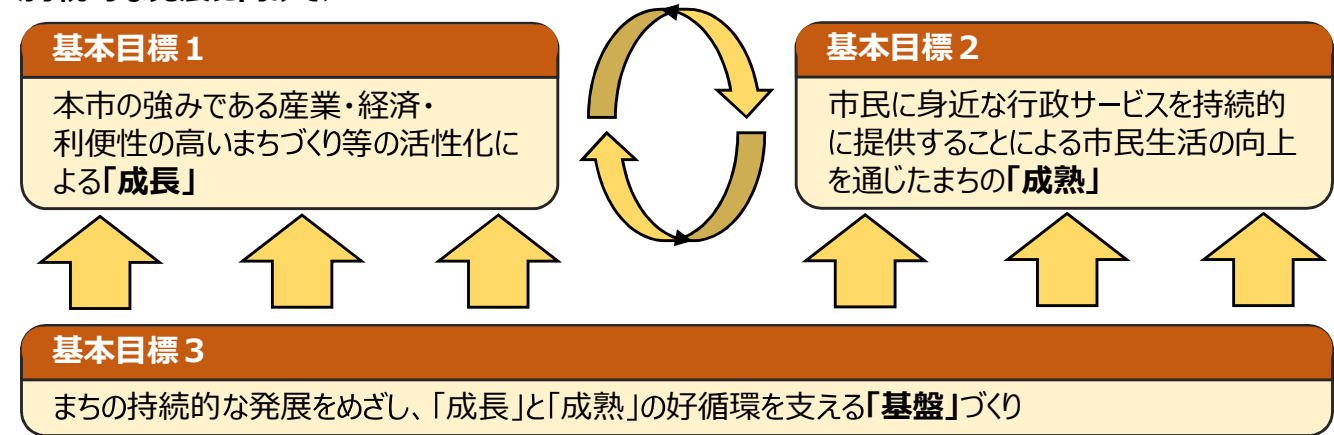 基本目標1
本市の強みである産業・経済・
利便性の高いまちづくり等の活性化に
よる「成長」
基本目標2
市民に身近な行政サービスを持続的
に提供することによる市民生活の向上
を通じたまちの「成熟」
基本目標3
まちの持続的な発展をめざし、「成長」と「成熟」の好循環を支える「基盤」づくり